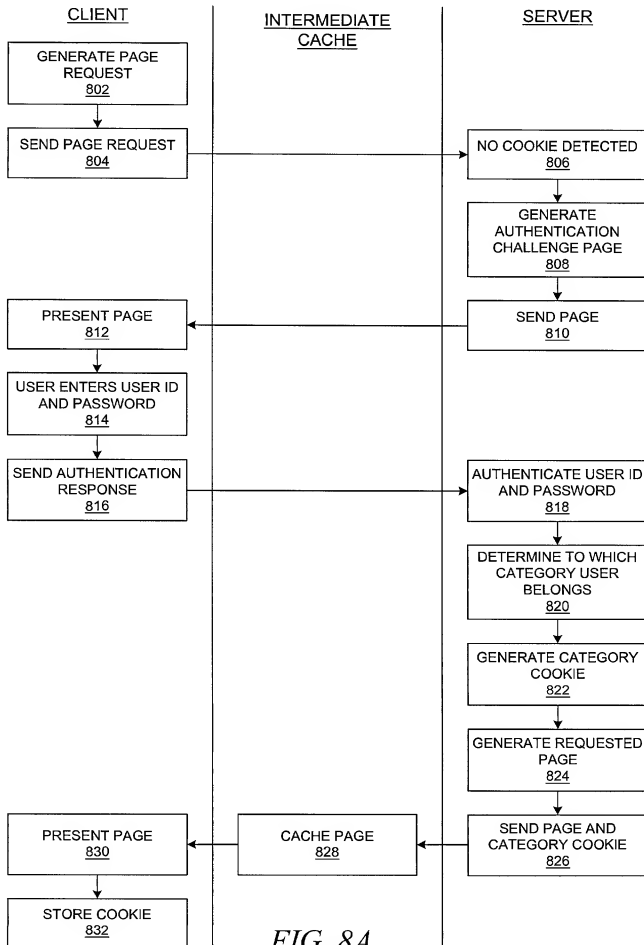 CLIENT
INTERMEDIATE
CACHE
SERVER
GENERATE PAGE
REQUEST
802
SEND PAGE REQUEST
804
NO COOKIE DETECTED
806
GENERATE
AUTHENTICATION
CHALLENGE PAGE
808
PRESENT PAGE
812
SEND PAGE
810
USER ENTERS USER ID
AND PASSWORD
814
SEND AUTHENTICATION
RESPONSE
816
AUTHENTICATE USER ID
AND PASSWORD
818
DETERMINE TO WHICH
CATEGORY USER
BELONGS
820
GENERATE CATEGORY
COOKIE
822
GENERATE REQUESTED
PAGE
824
PRESENT PAGE
830
CACHE PAGE
828
SEND PAGE AND
CATEGORY COOKIE
826
STORE COOKIE
832
FIG. 8A